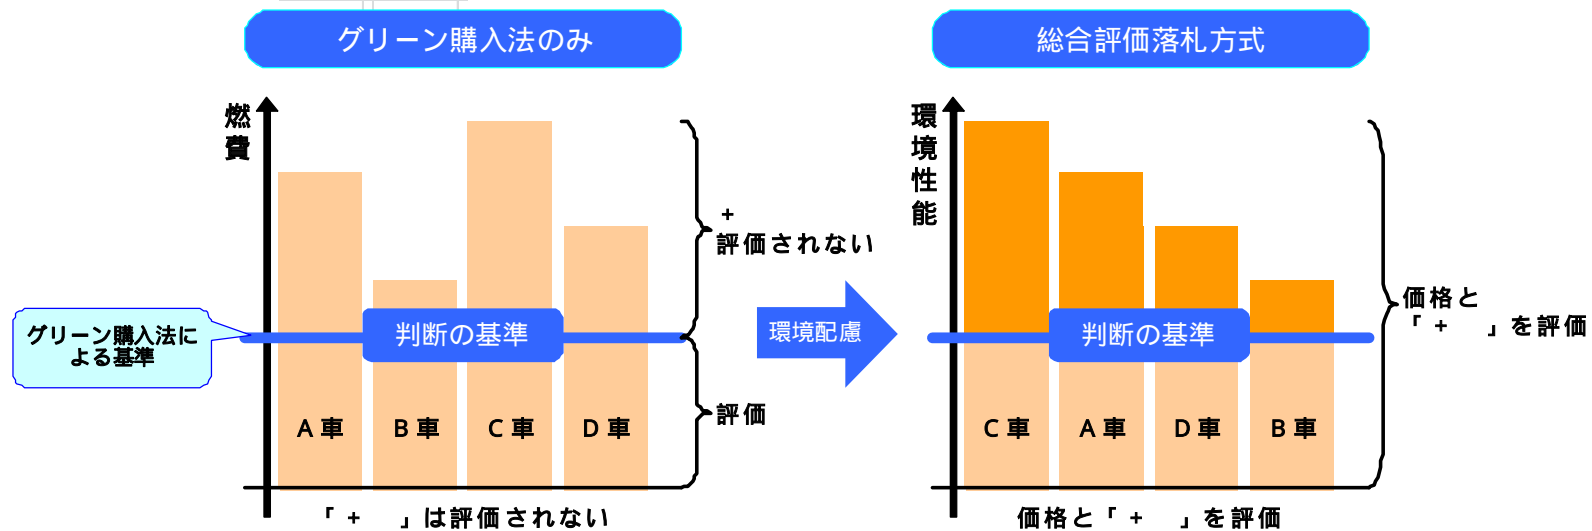 グリーン購入法のみ
燃費
+
評価されない
グリーン購入法に
よる基準
判断の基準
評価
A車 B車 C車 D車
「+　」は評価されない
環境配慮
総合評価落札方式
環境性能
判断の基準
価格と
「+　」を評価
C車 A車 D車 B車
価格と「+　」を評価